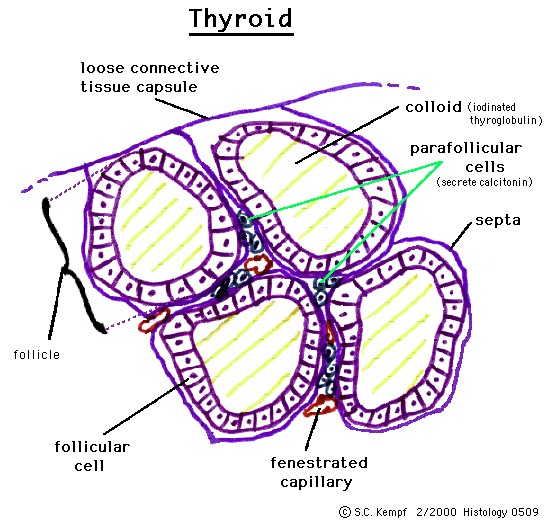 Thyroid
loose connective
tissue capsule
colloid (iodinated
thyroglobulin)
parafollicular
cells
(secrete calcitonin)
septa
follicle
follicular
cell
fenestrated
capillary
© S.C. Kempf 2/2000 Histology 0509